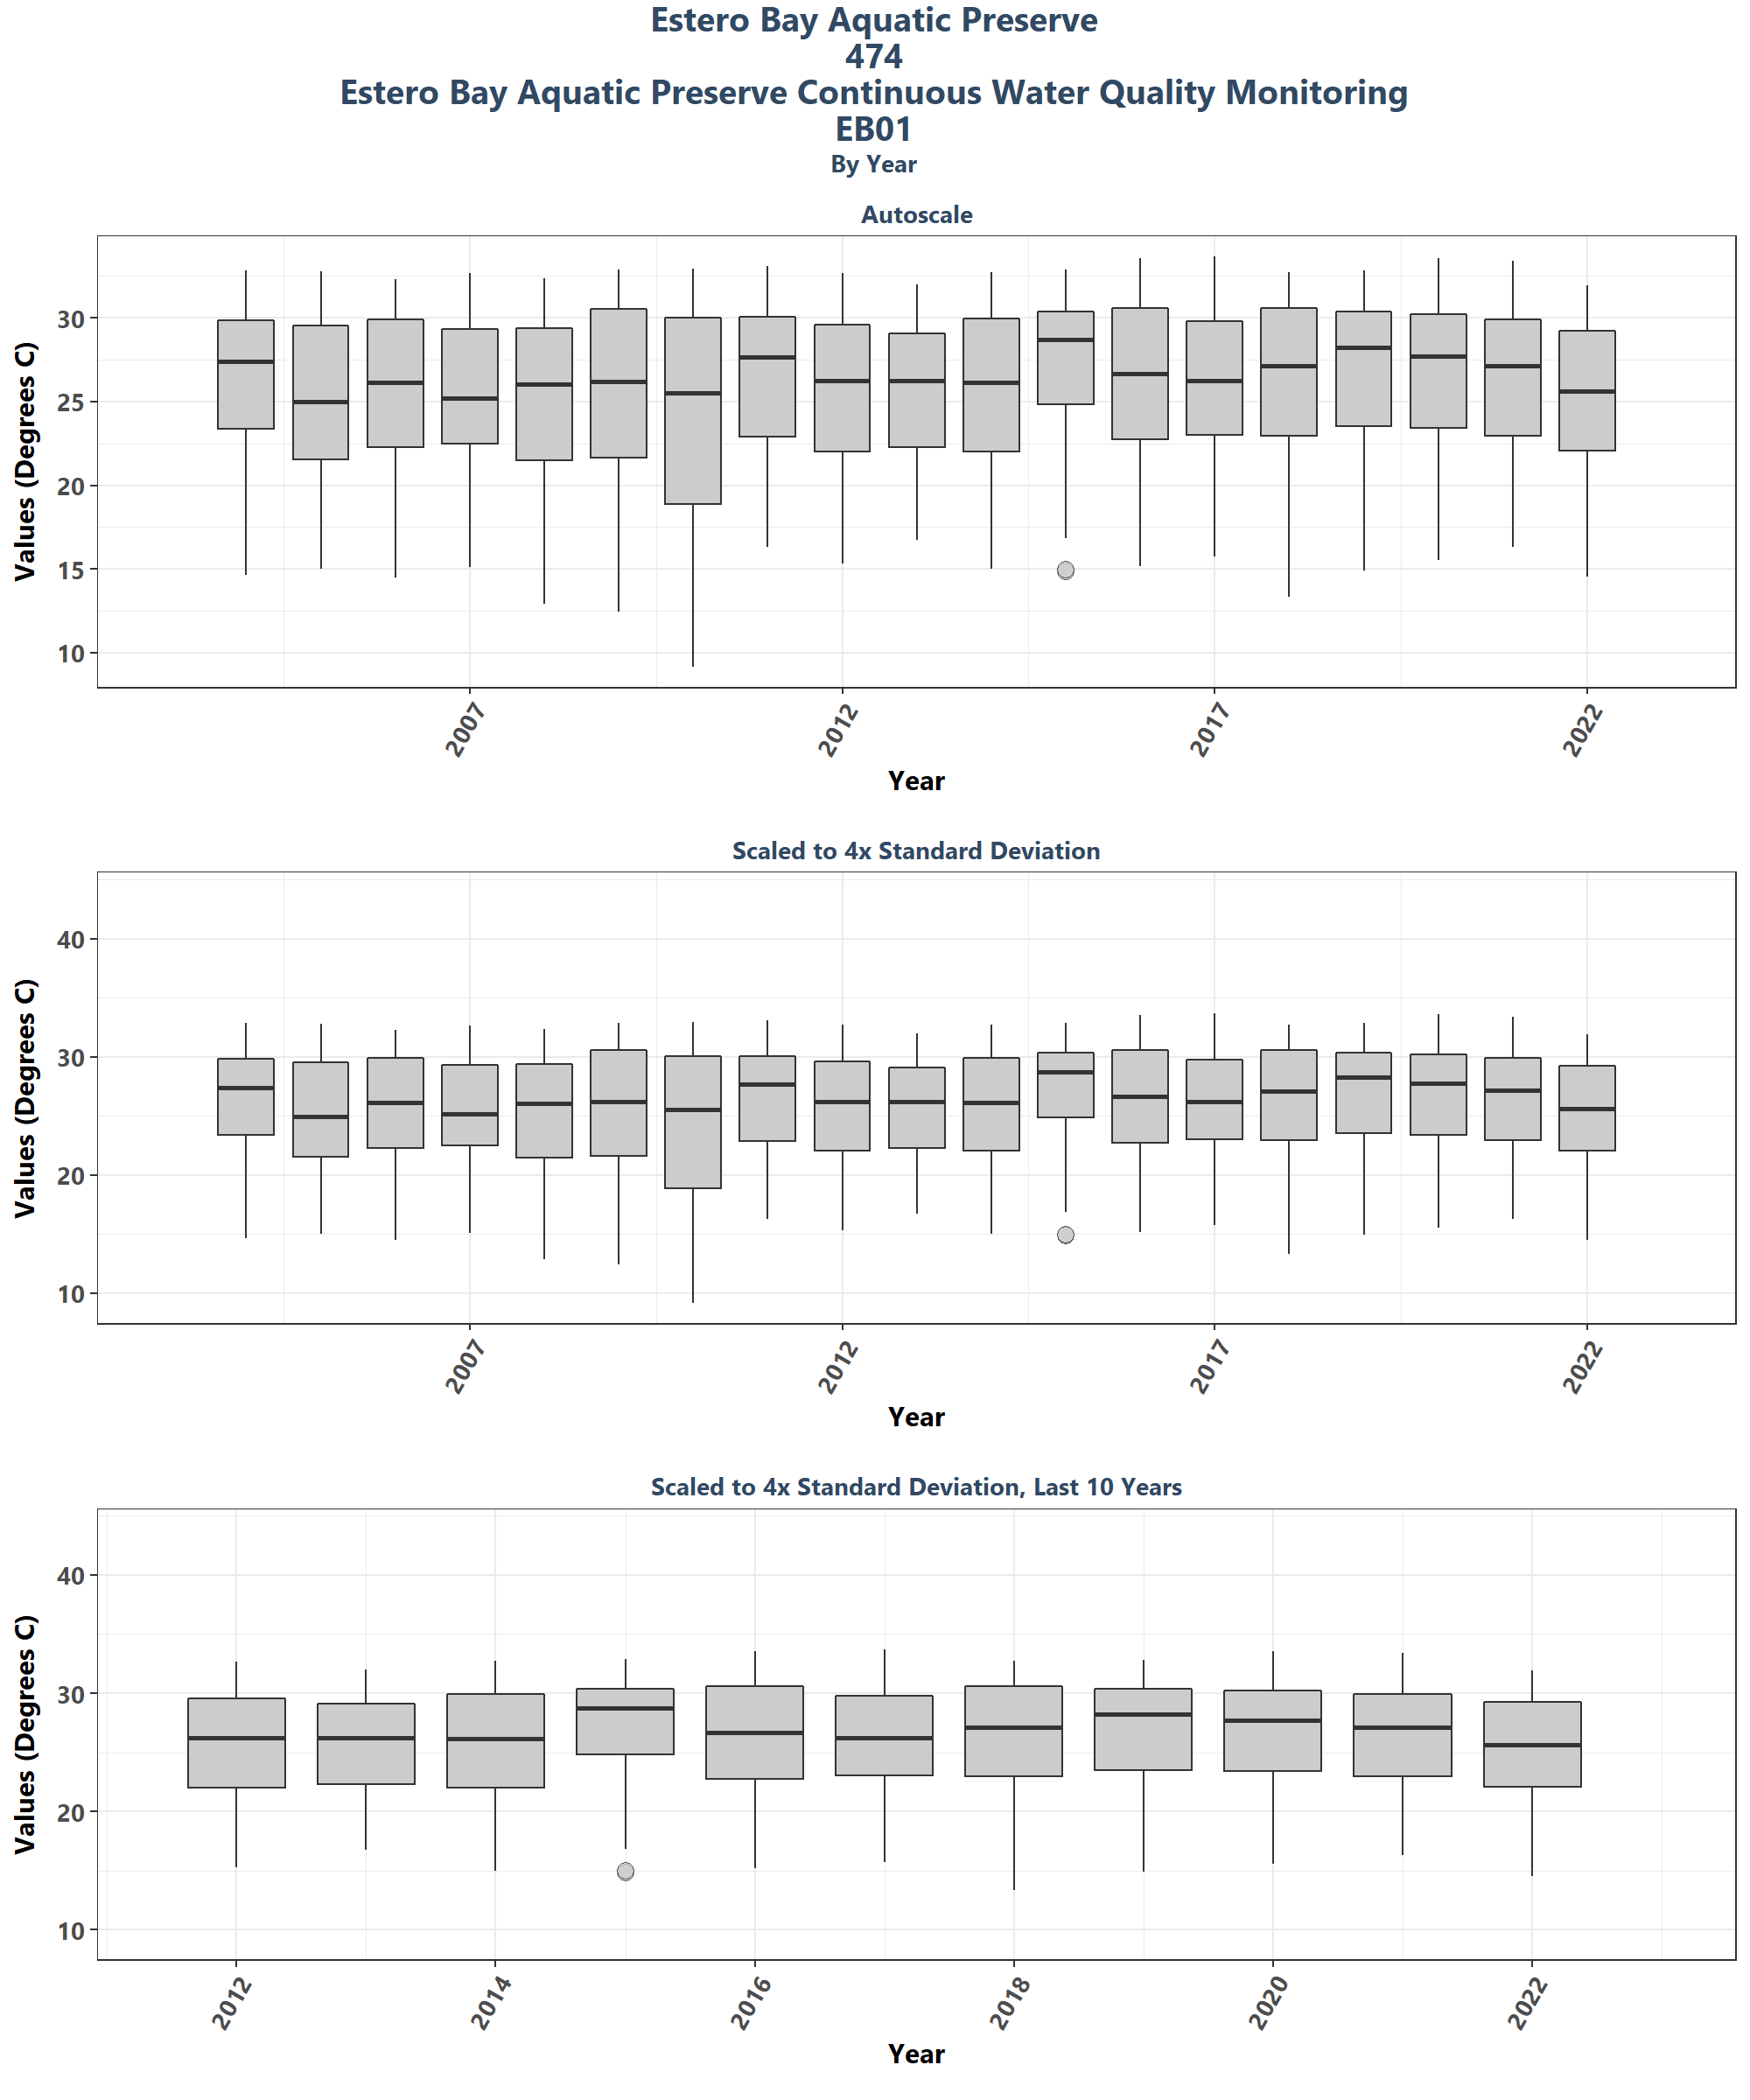 Estero Bay Aquatic Preserve
474
Estero Bay Aquatic Preserve Continuous Water Quality Monitoring
EB01
By Year
Autoscale
Values (Degrees C)
30
25
20
15
10
2007
2012
2017
2022
Year
Scaled to 4x Standard Deviation
Values (Degrees C)
40
30
20
10
2007
2012
2017
2022
Year
Scaled to 4x Standard Deviation, Last 10 Years
Values (Degrees C)
40
30
20
10
2012
2014
2016
2018
2020
2022
Year